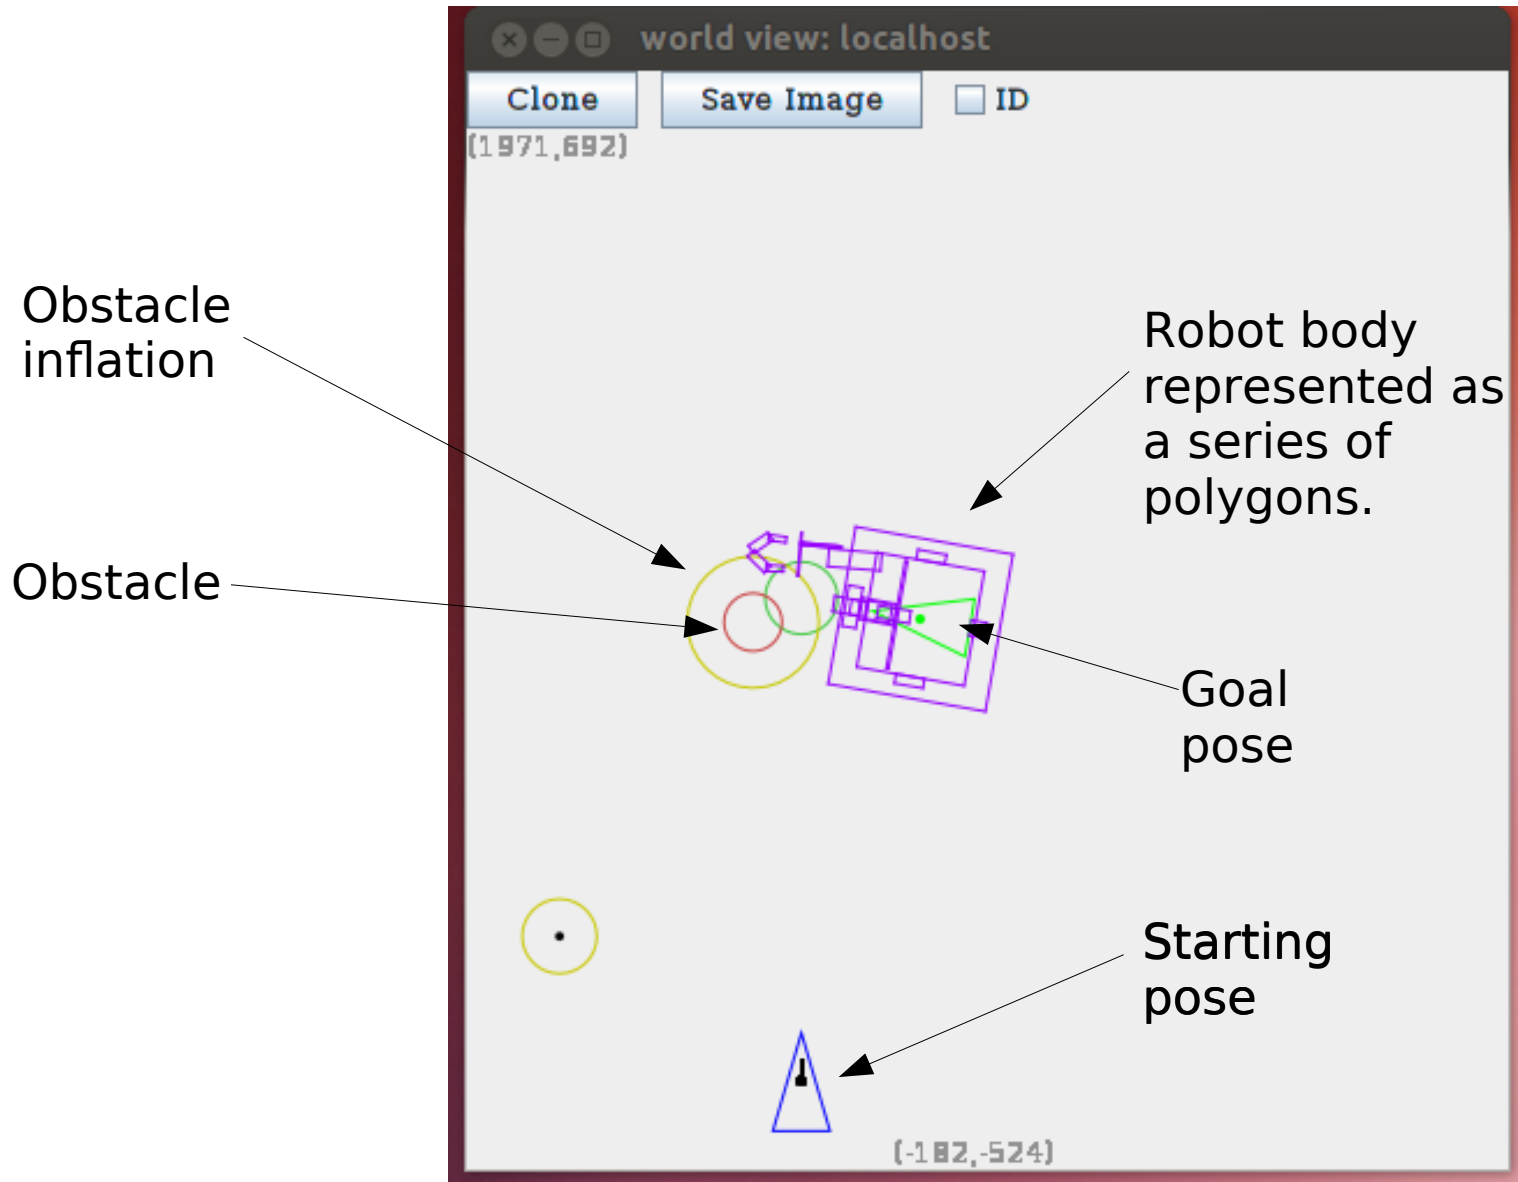 world view: localhost
Clone
Save Image
ID
(1971,692)
Obstacle
inflation
Robot body
represented as
a series of
polygons.
Obstacle
Goal
pose
Starting
pose
(-182,-524)